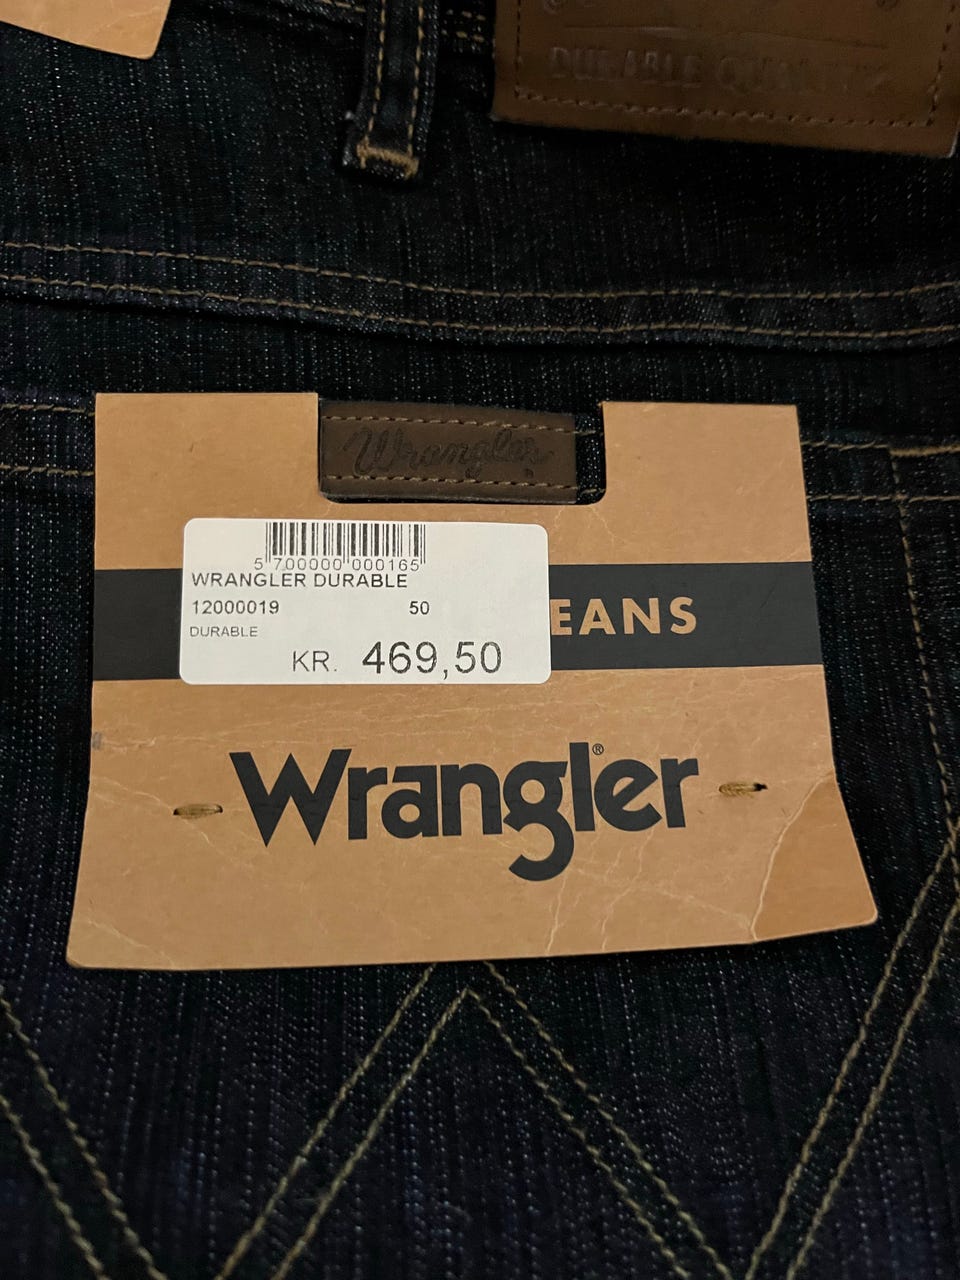 DURABLE QUALITY
Wrangler
5 700000 000165
WRANGLER DURABLE
12000019 50
DURABLE
KR. 469,50
EANS
Wrangler®